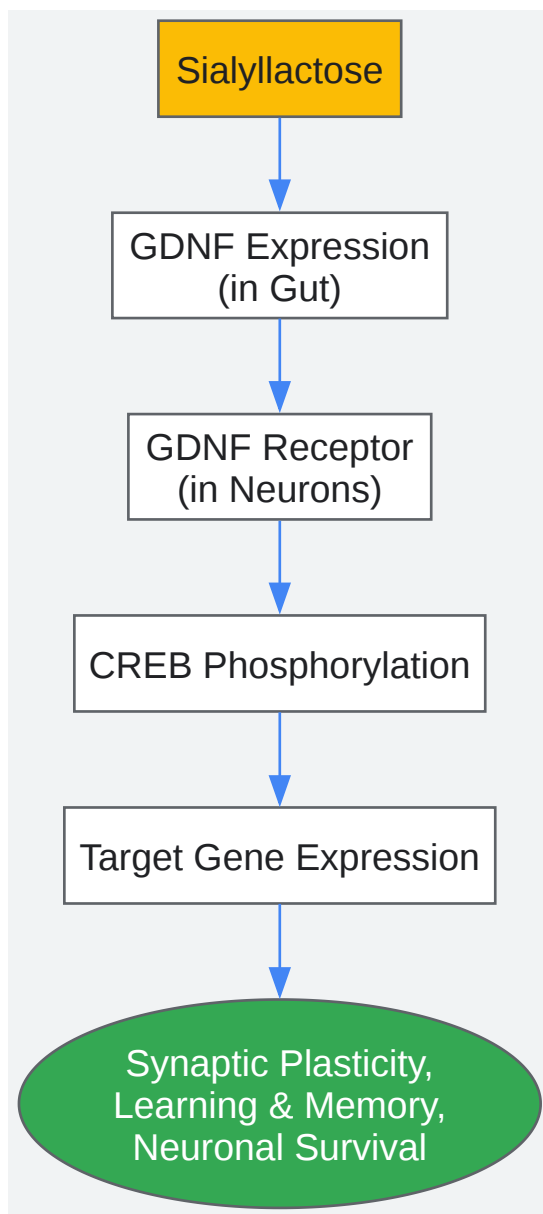 Sialyllactose
GDNF Expression
(in Gut)
GDNF Receptor
(in Neurons)
CREB Phosphorylation
Target Gene Expression
Synaptic Plasticity,
Learning & Memory,
Neuronal Survival